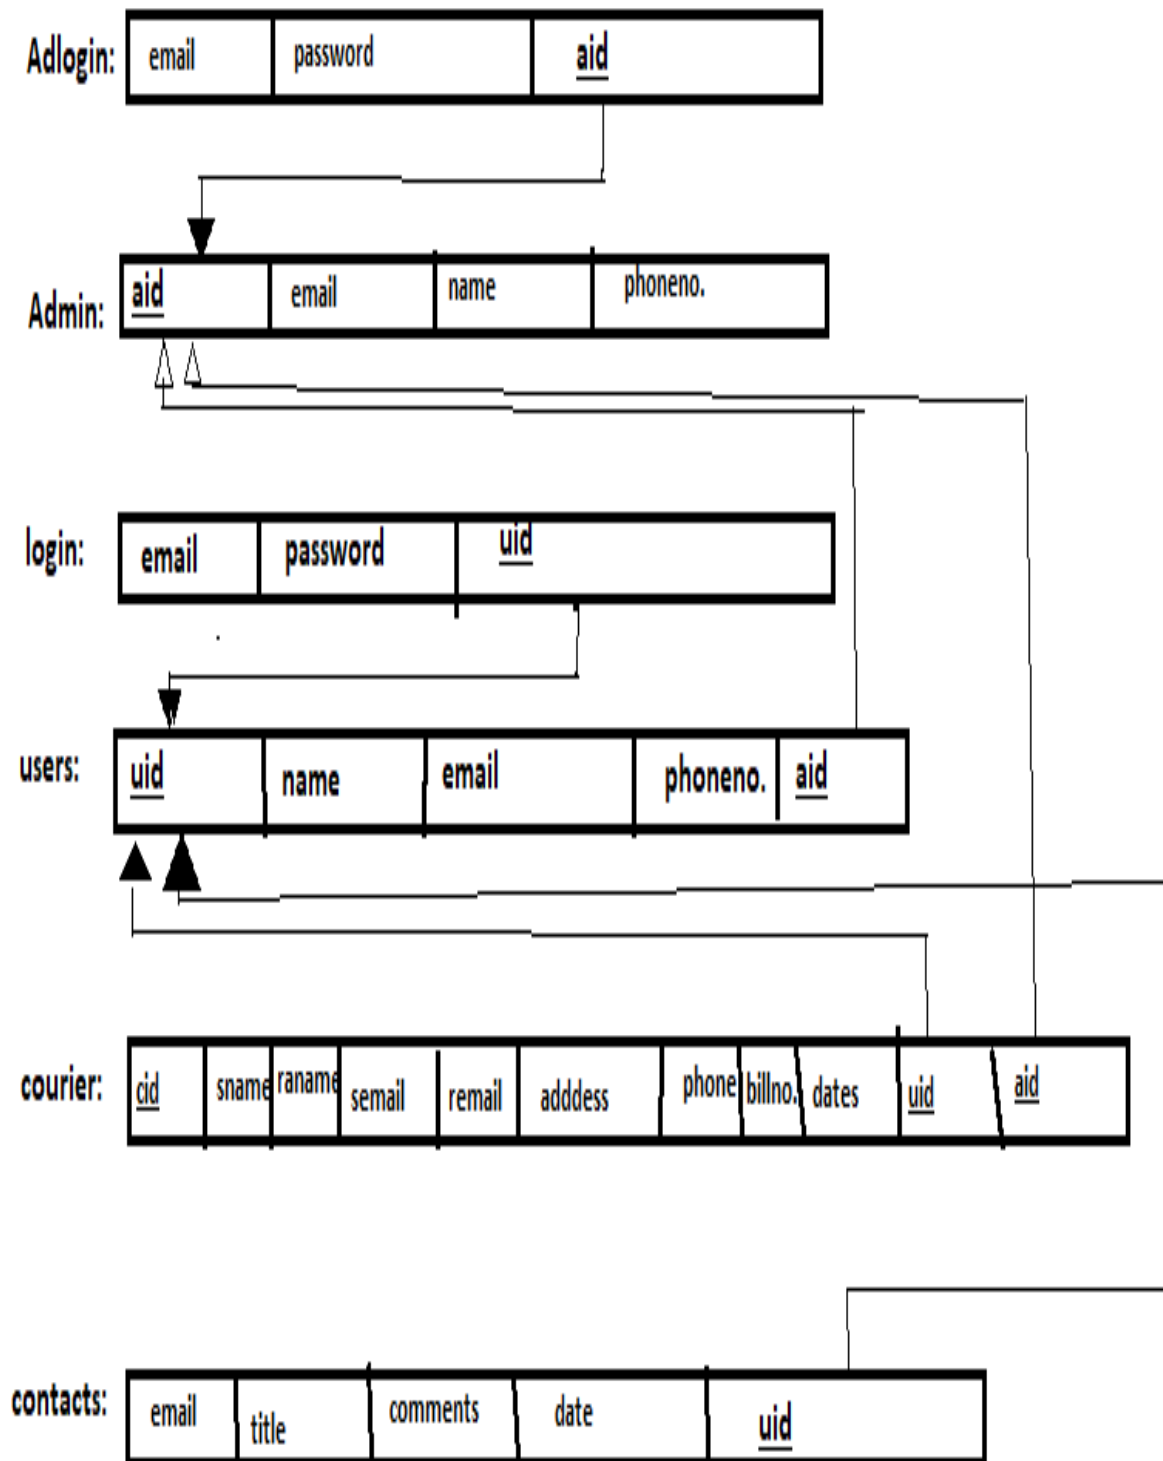 Adlogin: email password aid
Admin: aid email name phoneno.
login: email password uid
users: uid name email phoneno. aid
courier: cid sname raname semail remail adddess phone billno. dates uid aid
contacts: email title comments date uid